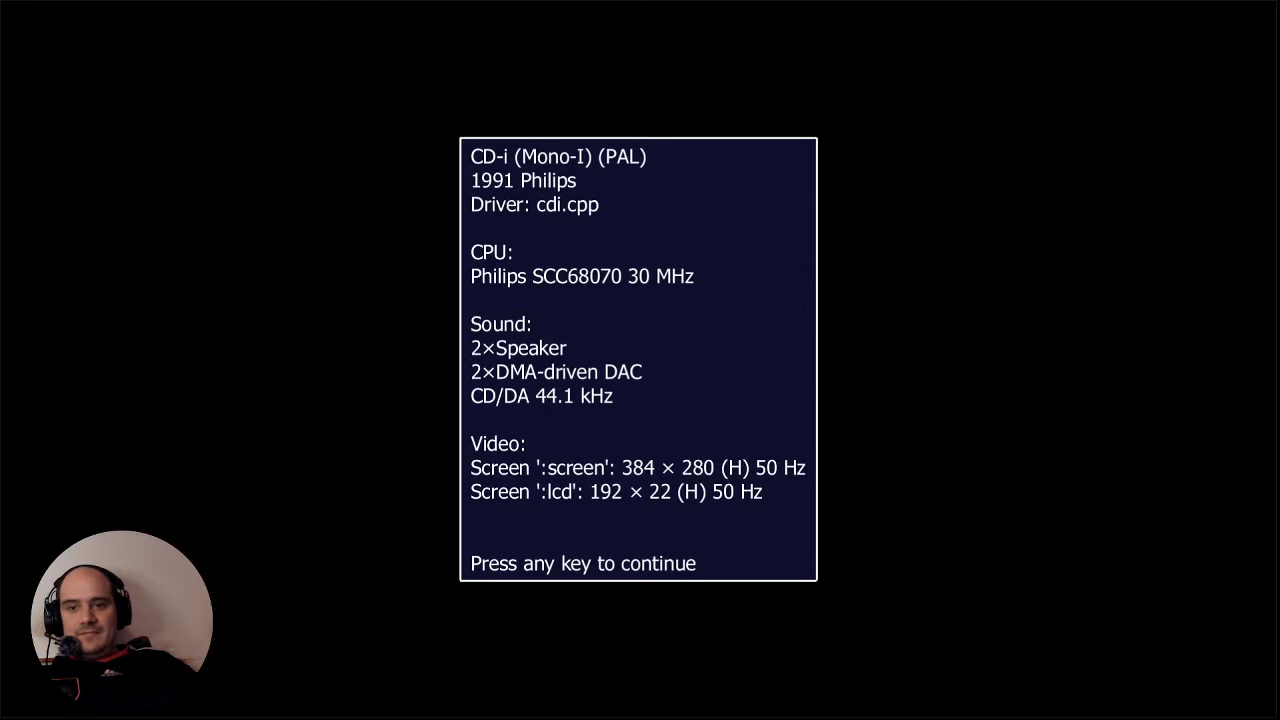 CD-i (Mono-I) (PAL)
1991 Philips
Driver: cdi.cpp
CPU:
Philips SCC68070 30 MHz
Sound:
2×Speaker
2×DMA-driven DAC
CD/DA 44.1 kHz
Video:
Screen ':screen': 384 × 280 (H) 50 Hz
Screen ':lcd': 192 × 22 (H) 50 Hz
Press any key to continue